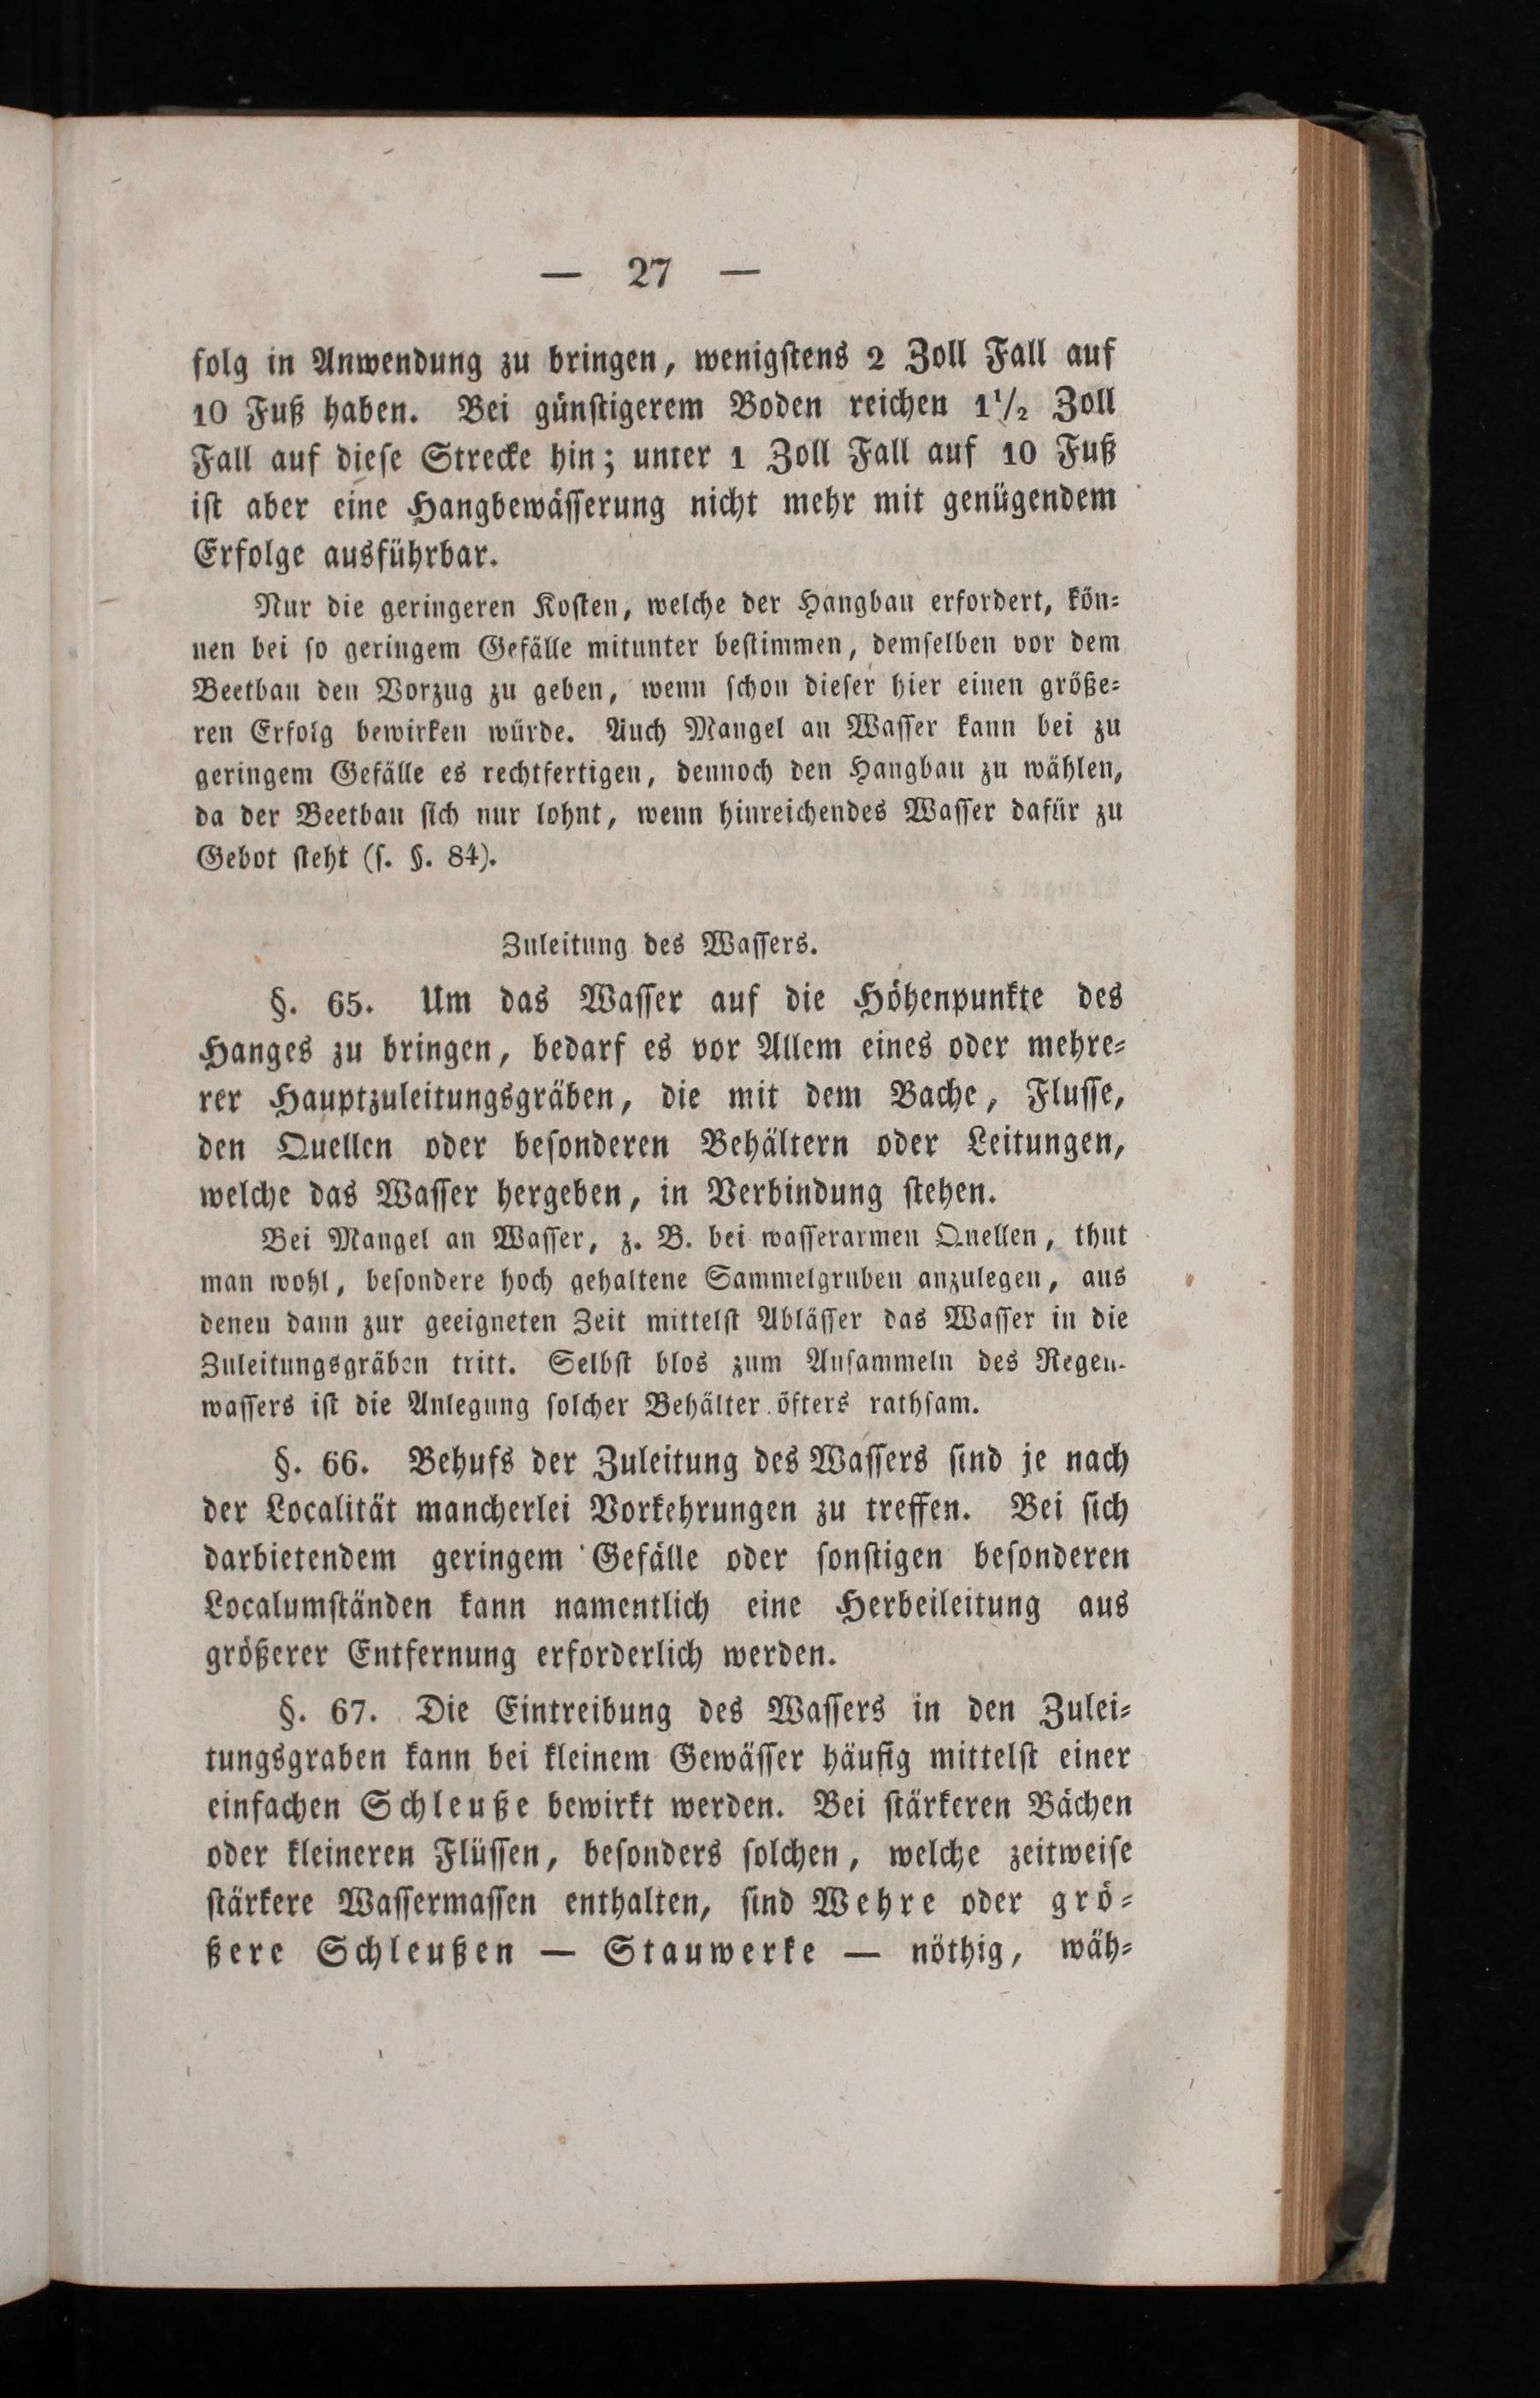 — 27 —
folg in Anwendung zu bringen, wenigſtens 2 Zoll Fall auf
10 Fuß haben. Bei günſtigerem Boden reichen 1½ Zoll
Fall auf dieſe Strecke hin; unter 1 Zoll Fall auf 10 Fuß
iſt aber eine Hangbewäſſerung nicht mehr mit genügendem
Erfolge ausführbar.
Nur die geringeren Koſten, welche der Hangbau erfordert, kön⸗
nen bei ſo geringem Gefälle mitunter beſtimmen, demſelben vor dem
Beetbau den Vorzug zu geben, wenn ſchon dieſer hier einen größe⸗
ren Erfolg bewirken würde. Auch Mangel an Waſſer kann bei zu
geringem Gefälle es rechtfertigen, dennoch den Hangbau zu wählen,
da der Beetbau ſich nur lohnt, wenn hinreichendes Waſſer dafür zu
Gebot ſteht (ſ. §. 84).
Zuleitung des Waſſers.
§. 65. Um das Waſſer auf die Höhenpunkte des
Hanges zu bringen, bedarf es vor Allem eines oder mehre⸗
rer Hauptzuleitungsgräben, die mit dem Bache, Fluſſe,
den Quellen oder beſonderen Behältern oder Leitungen,
welche das Waſſer hergeben, in Verbindung ſtehen.
Bei Mangel an Waſſer, z. B. bei waſſerarmen Quellen, thut
man wohl, beſondere hoch gehaltene Sammelgruben anzulegen, aus
denen dann zur geeigneten Zeit mittelſt Abläſſer das Waſſer in die
Zuleitungsgräben tritt. Selbſt blos zum Anſammeln des Regen-
waſſers iſt die Anlegung ſolcher Behälter öfters rathſam.
§. 66. Behufs der Zuleitung des Waſſers ſind je nach
der Localität mancherlei Vorkehrungen zu treffen. Bei ſich
darbietendem geringem Gefälle oder ſonſtigen beſonderen
Localumſtänden kann namentlich eine Herbeileitung aus
größerer Entfernung erforderlich werden.
§. 67. Die Eintreibung des Waſſers in den Zulei⸗
tungsgraben kann bei kleinem Gewäſſer häufig mittelſt einer
einfachen Schleuße bewirkt werden. Bei ſtärkeren Bächen
oder kleineren Flüſſen, beſonders ſolchen, welche zeitweiſe
ſtärkere Waſſermaſſen enthalten, ſind Wehre oder grö⸗
ßere Schleußen — Stauwerke — nöthig, wäh⸗